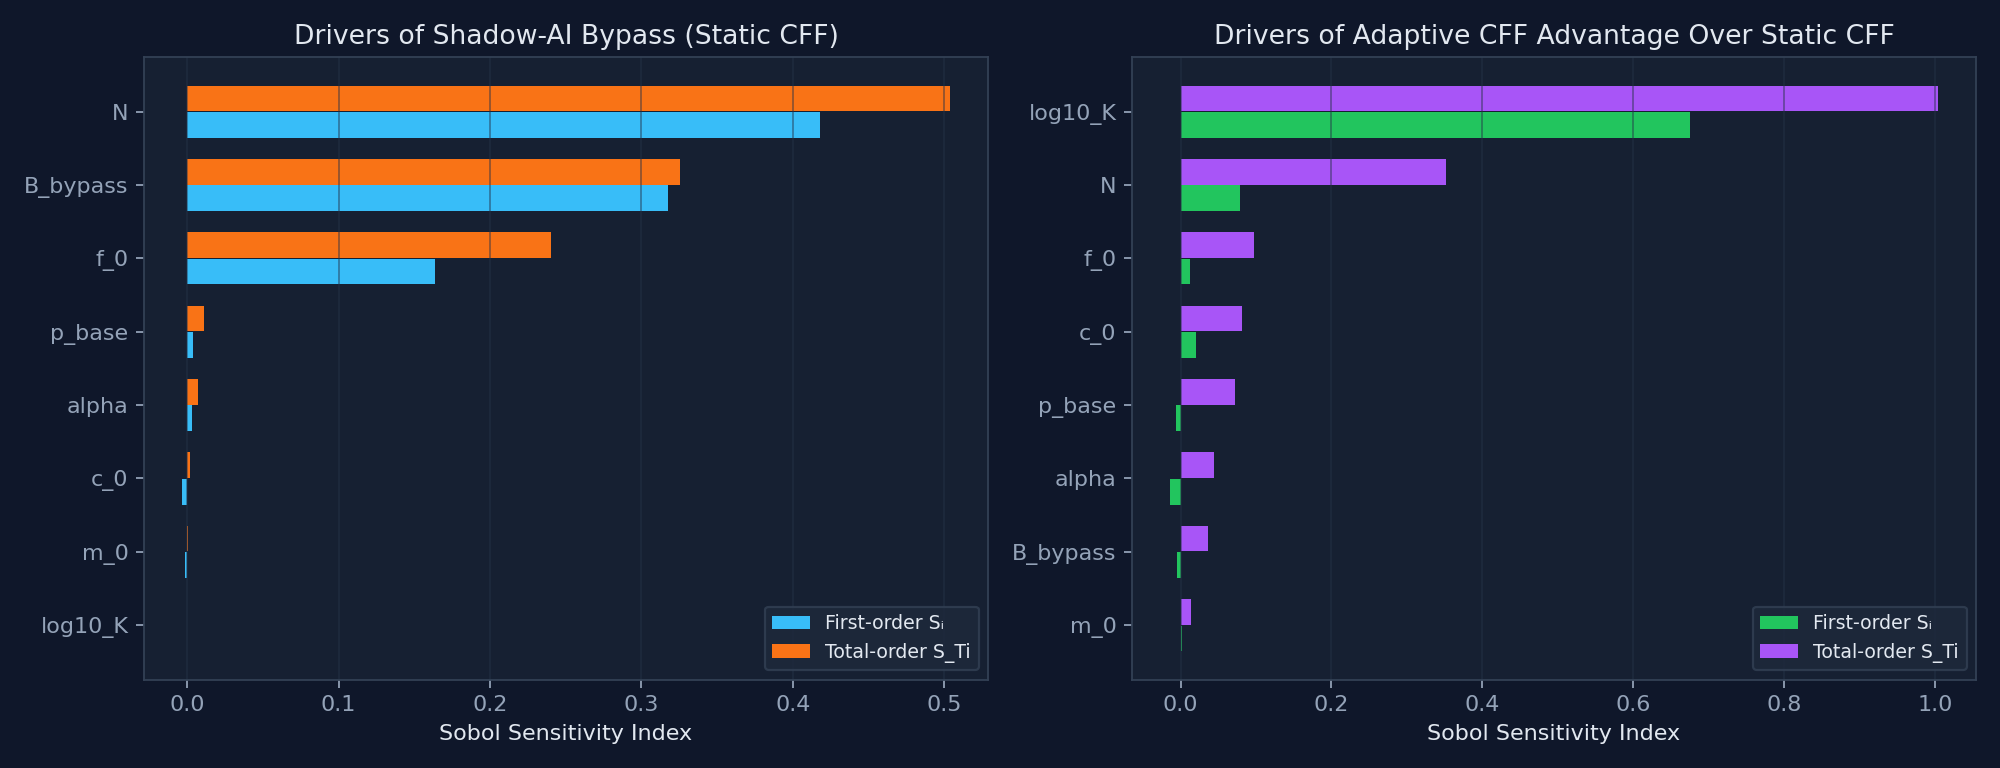 Drivers of Shadow-AI Bypass (Static CFF)
N
B_bypass
f_0
p_base
alpha
c_0
m_0
log10_K
First-order Sᵢ
Total-order S_Ti
0.0 0.1 0.2 0.3 0.4 0.5
Sobol Sensitivity Index
Drivers of Adaptive CFF Advantage Over Static CFF
log10_K
N
f_0
c_0
p_base
alpha
B_bypass
m_0
First-order Sᵢ
Total-order S_Ti
0.0 0.2 0.4 0.6 0.8 1.0
Sobol Sensitivity Index